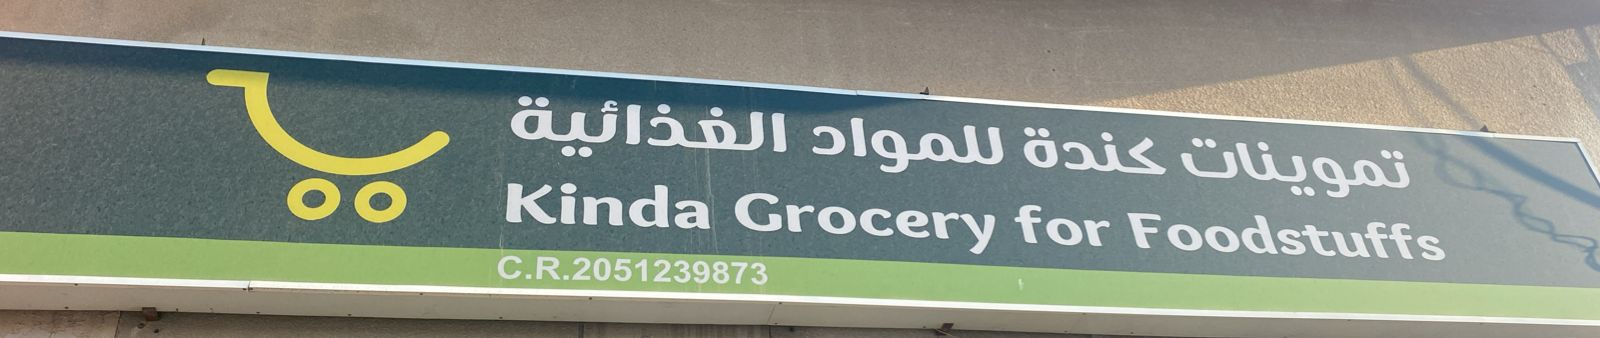 تموينات كندة للمواد الغذائية
Kinda Grocery for Foodstuffs
C.R.2051239873